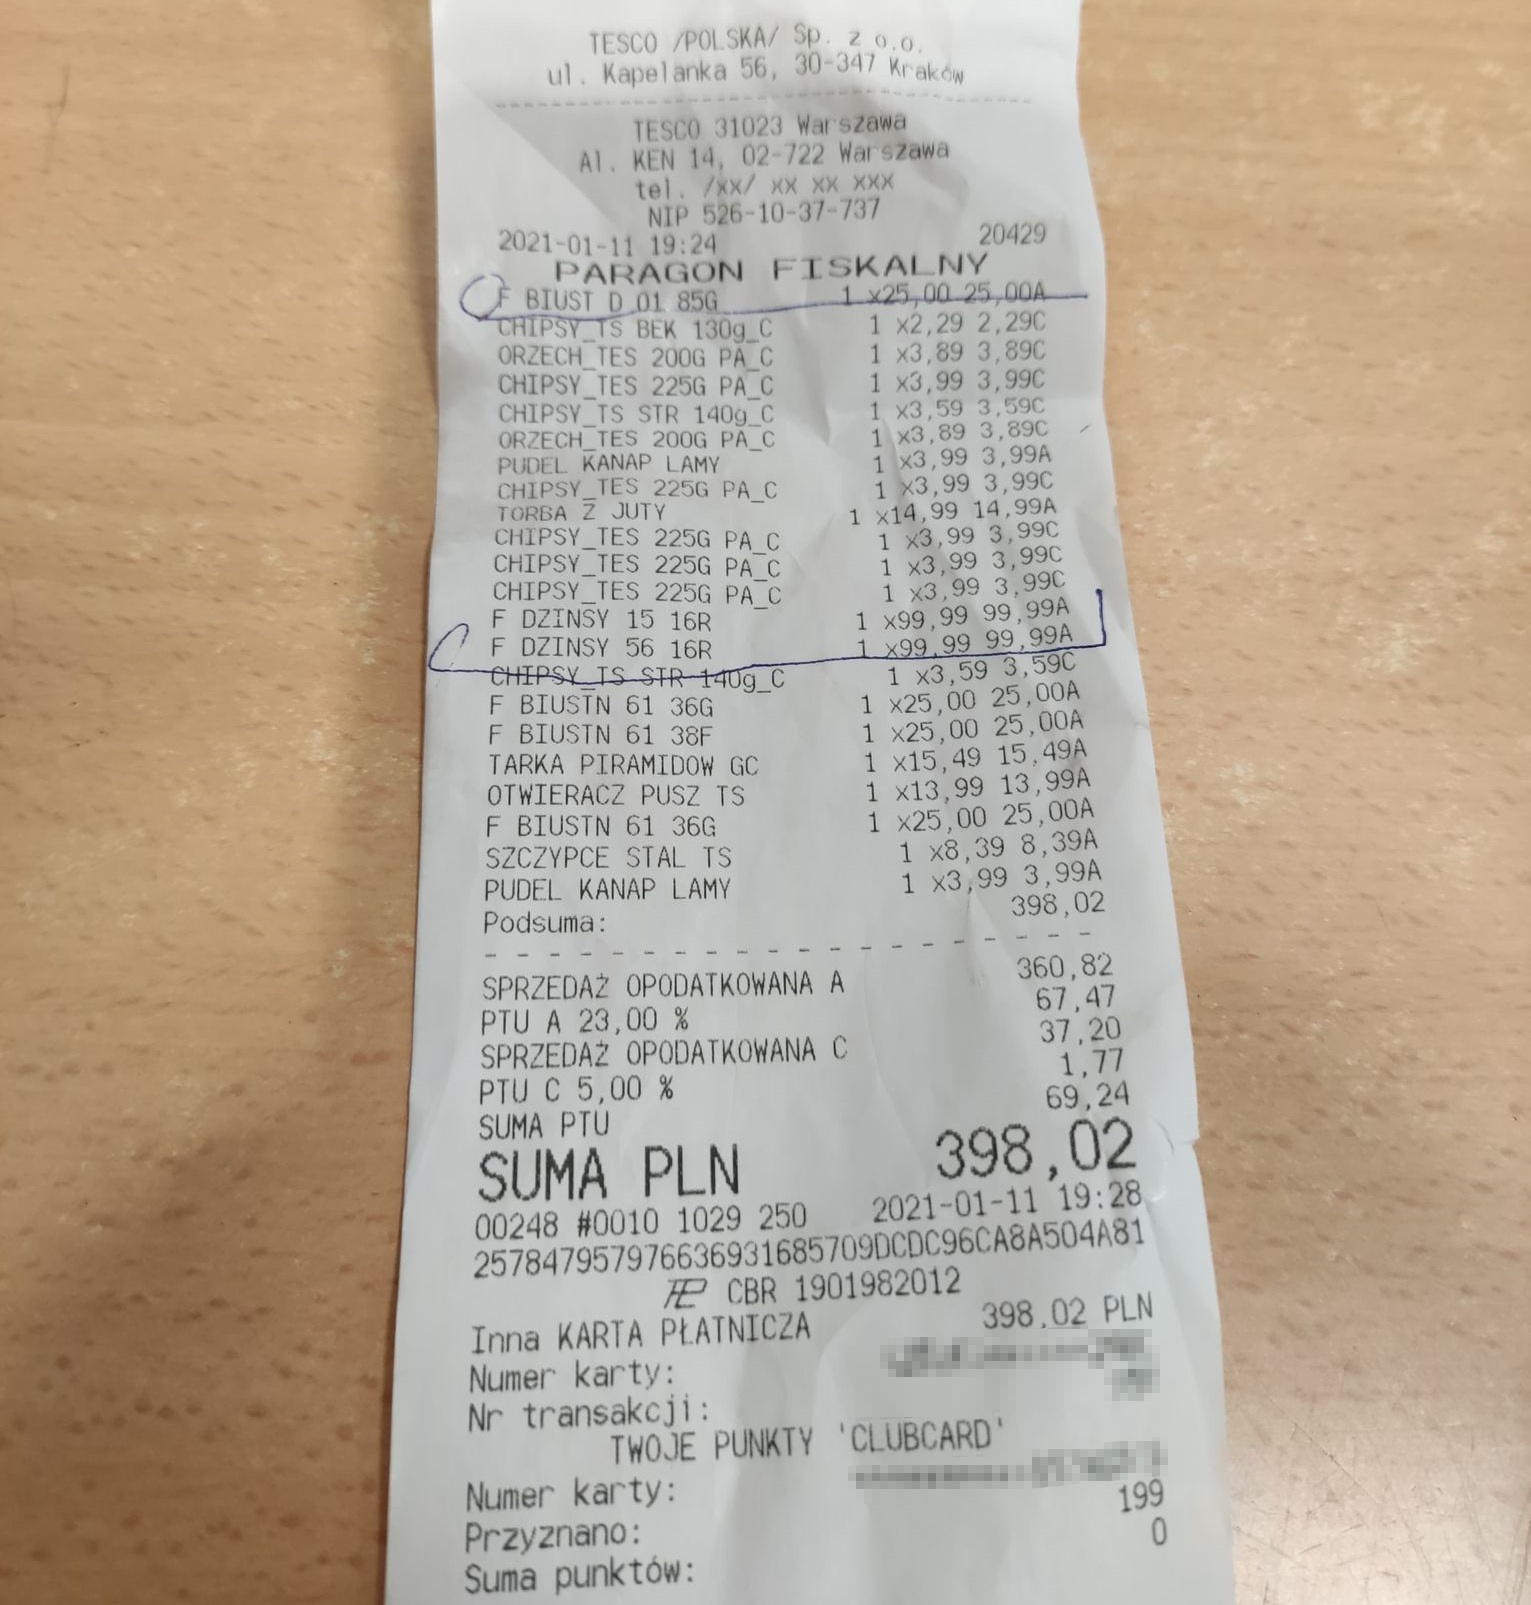 TESCO /POLSKA/ Sp. z o.o.
ul. Kapelanka 56, 30-347 Kraków
TESCO 31023 Warszawa
Al. KEN 14, 02-722 Warszawa
tel. /xx/ xx xx xxx
NIP 526-10-37-737
2021-01-11 19:24 20429
PARAGON FISKALNY
F BIUST D 01 85G 1 x25,00 25,00A
CHIPSY_TS BEK 130g_C 1 x2,29 2,29C
ORZECH_TES 200G PA_C 1 x3,89 3,89C
CHIPSY_TES 225G PA_C 1 x3,99 3,99C
CHIPSY_TS STR 140g_C 1 x3,59 3,59C
ORZECH_TES 200G PA_C 1 x3,89 3,89C
PUDEL KANAP LAMY 1 x3,99 3,99A
CHIPSY_TES 225G PA_C 1 x3,99 3,99C
TORBA Z JUTY 1 x14,99 14,99A
CHIPSY_TES 225G PA_C 1 x3,99 3,99C
CHIPSY_TES 225G PA_C 1 x3,99 3,99C
CHIPSY_TES 225G PA_C 1 x3,99 3,99C
F DZINSY 15 16R 1 x99,99 99,99A
F DZINSY 56 16R 1 x99,99 99,99A
CHIPSY_TS STR 140g_C 1 x3,59 3,59C
F BIUSTN 61 36G 1 x25,00 25,00A
F BIUSTN 61 38F 1 x25,00 25,00A
TARKA PIRAMIDOW GC 1 x15,49 15,49A
OTWIERACZ PUSZ TS 1 x13,99 13,99A
F BIUSTN 61 36G 1 x25,00 25,00A
SZCZYPCE STAL TS 1 x8,39 8,39A
PUDEL KANAP LAMY 1 x3,99 3,99A
Podsuma: 398,02
SPRZEDAŻ OPODATKOWANA A 360,82
PTU A 23,00 % 67,47
SPRZEDAŻ OPODATKOWANA C 37,20
PTU C 5,00 % 1,77
SUMA PTU 69,24
SUMA PLN 398,02
00248 #0010 1029 250 2021-01-11 19:28
257847957976636931685709DCDC96CA8A504A81
CBR 1901982012
Inna KARTA PŁATNICZA 398,02 PLN
Numer karty:
Nr transakcji:
TWOJE PUNKTY 'CLUBCARD'
Numer karty:
Przyznano: 199
Suma punktów: 0